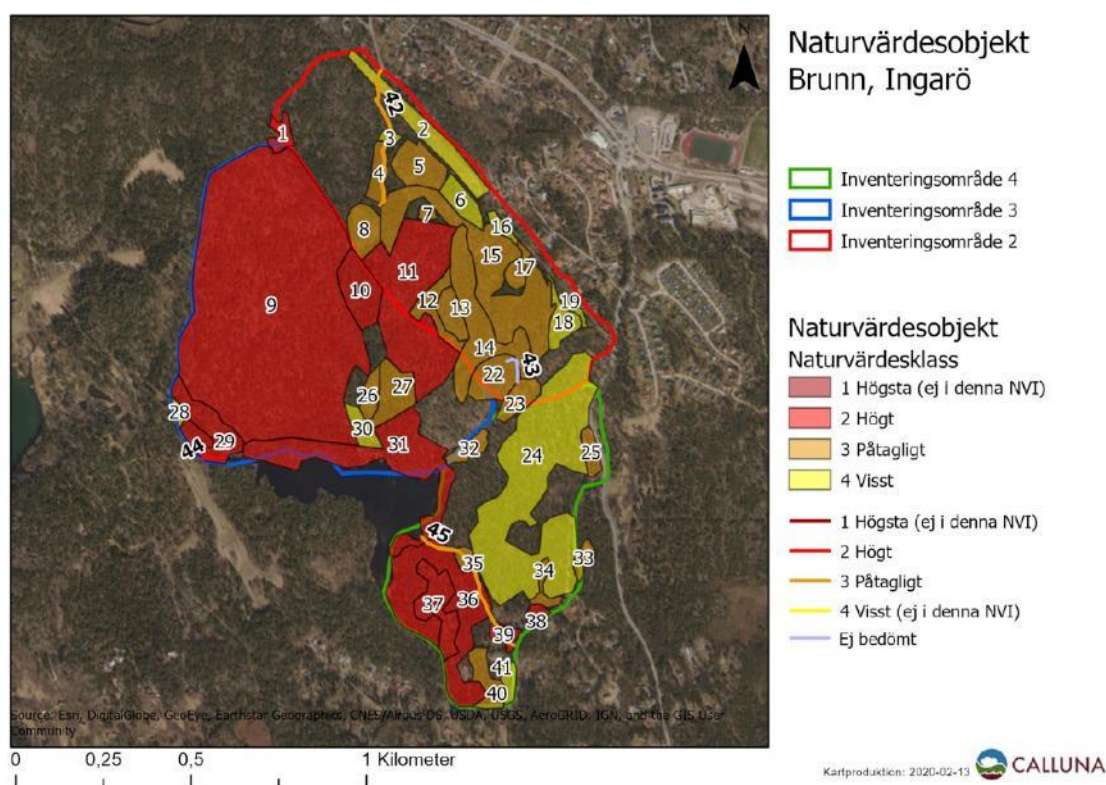 Naturvärdesobjekt
Brunn, Ingarö
Inventeringsområde 4
Inventeringsområde 3
Inventeringsområde 2
Naturvärdesobjekt
Naturvärdesklass
1 Högsta (ej i denna NVI)
2 Högt
3 Påtagligt
4 Visst
1 Högsta (ej i denna NVI)
2 Högt
3 Påtagligt
4 Visst (ej i denna NVI)
Ej bedömt
N
42
1
2
3
5
4
6
7
8
16
15
11
17
10
12
9
13
19
18
14
43
22
27
26
23
28
30
31
32
24
44
29
25
45
35
33
34
36
37
38
39
41
40
Source: Esri, DigitalGlobe, GeoEye, Earthstar Geographics, CNES/Airbus DS, USDA, USGS, AeroGRID, IGN, and the GIS User
Community
0 0,25 0,5 1 Kilometer
Kartproduktion: 2020-02-13
CALLUNA